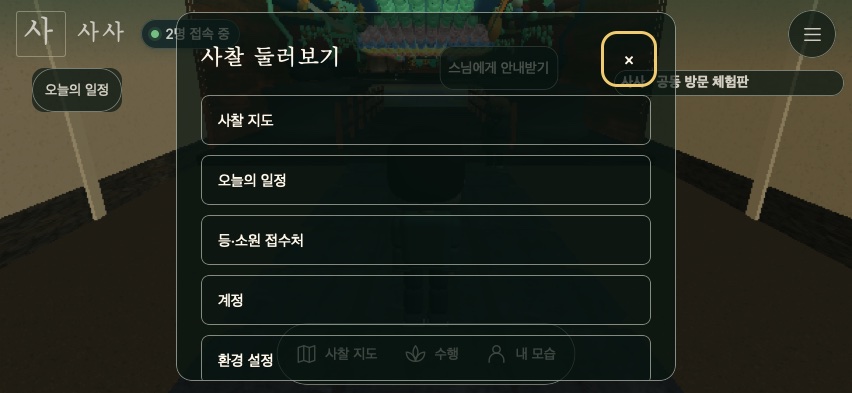 사 사사
2명 접속 중
오늘의 일정
사찰 둘러보기
스님에게 안내받기
×
사사 · 공동 방문 체험판
사찰 지도
오늘의 일정
등·소원 접수처
계정
환경 설정
사찰 지도 수행 내 모습